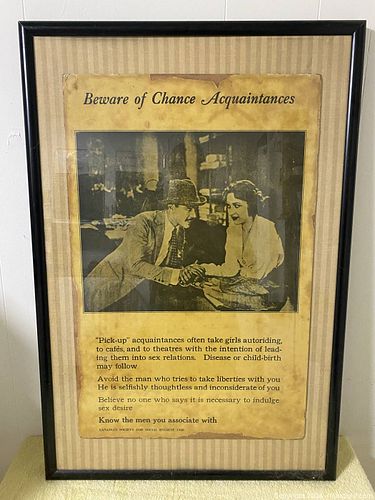 Beware of Chance Acquaintances
"Pick-up" acquaintances often take girls autoriding,
to cafés, and to theatres with the intention of lead-
ing them into sex relations. Disease or child-birth
may follow
Avoid the man who tries to take liberties with you
He is selfishly thoughtless and inconsiderate of you
Believe no one who says it is necessary to indulge
sex desire
Know the men you associate with